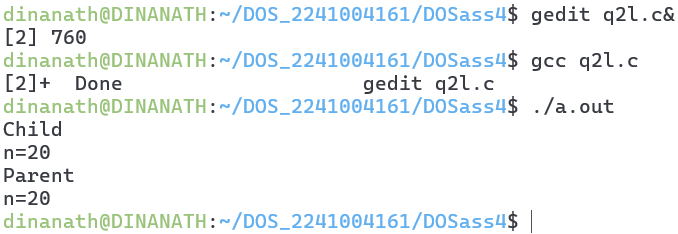 dinanath@DINANATH:~/DOS_2241004161/DOSass4$ gedit q2l.c&
[2] 760
dinanath@DINANATH:~/DOS_2241004161/DOSass4$ gcc q2l.c
[2]+  Done                    gedit q2l.c
dinanath@DINANATH:~/DOS_2241004161/DOSass4$ ./a.out
Child
n=20
Parent
n=20
dinanath@DINANATH:~/DOS_2241004161/DOSass4$